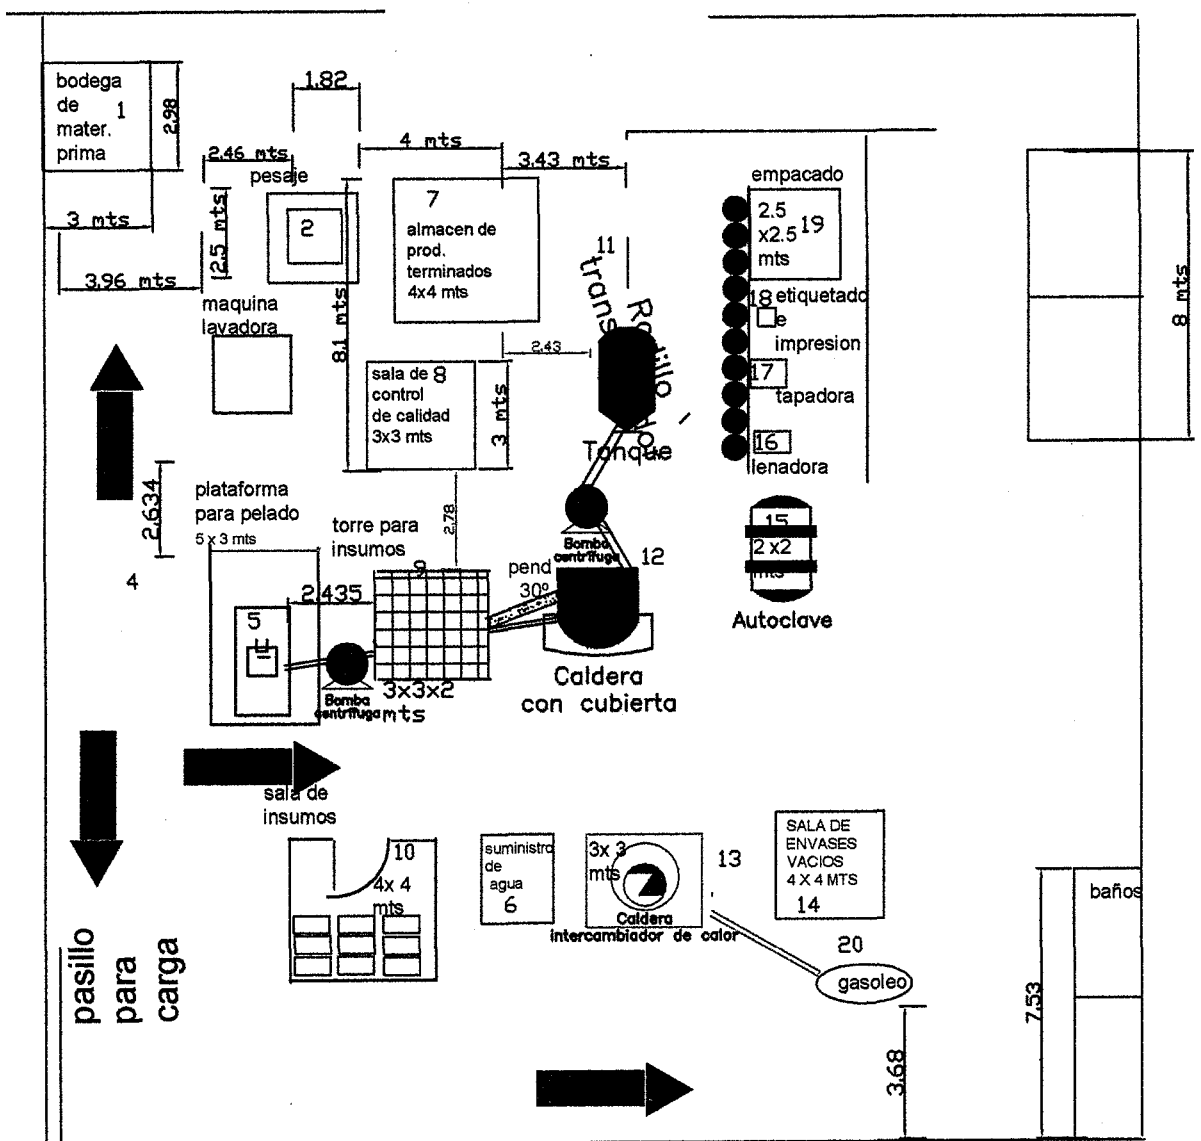 bodega
de 1
mater.
prima
2.98
3 mts
3.96 mts
1.82
2.46 mts
pesaje
2.5 mts
2
maquina
lavadora
4 mts
8.1 mts
7
almacen de
prod.
terminados
4x4 mts
3.43 mts
2.43
sala de 8
control
de calidad
3x3 mts
3 mts
2.78
11
Tanque
empacado
2.5
x2.5 19
mts
18 etiquetado
e
impresion
17
tapadora
16
lenadora
15
2 x2
mts
Autoclave
8 mts
2.634
4
plataforma
para pelado
5 x 3 mts
5
2.435
torre para
insumos
9
3x3x2
mts
Bomba
centrifuga
pend
30º
Bomba
centrifuga
12
Caldera
con cubierta
sala de
insumos
10
4x 4
mts
suministro
de
agua
6
3x 3
mts
13
Caldera
intercambiador de calor
SALA DE
ENVASES
VACIOS
4 X 4 MTS
14
20
gasoleo
3.68
7.53
baños
pasillo
para
carga